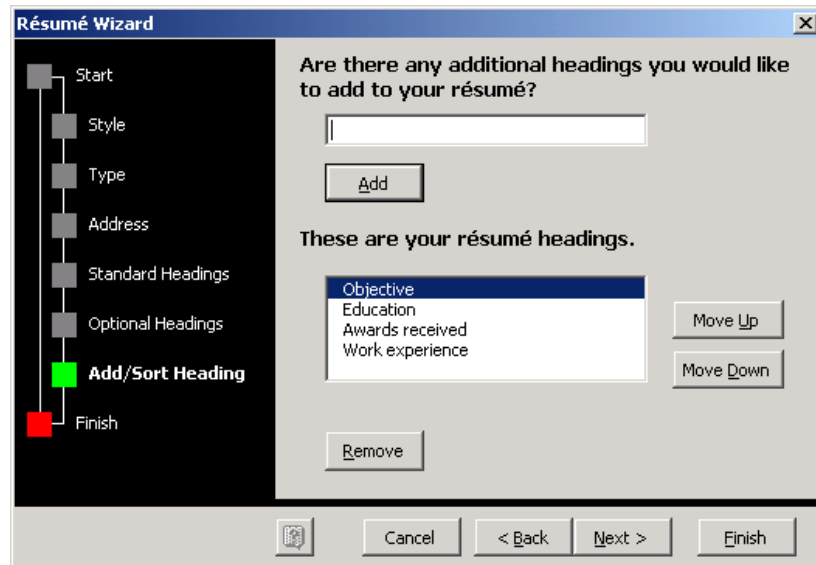 Résumé Wizard
Start
Style
Type
Address
Standard Headings
Optional Headings
Add/Sort Heading
Finish
Are there any additional headings you would like
to add to your résumé?
Add
These are your résumé headings.
Objective
Education
Awards received
Work experience
Move Up
Move Down
Remove
Cancel
< Back
Next >
Finish